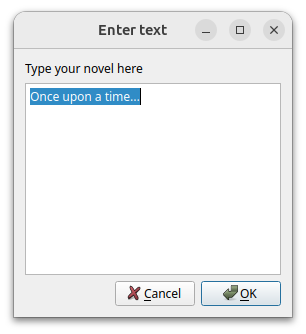 Enter text
Type your novel here
Once upon a time...
Cancel
OK